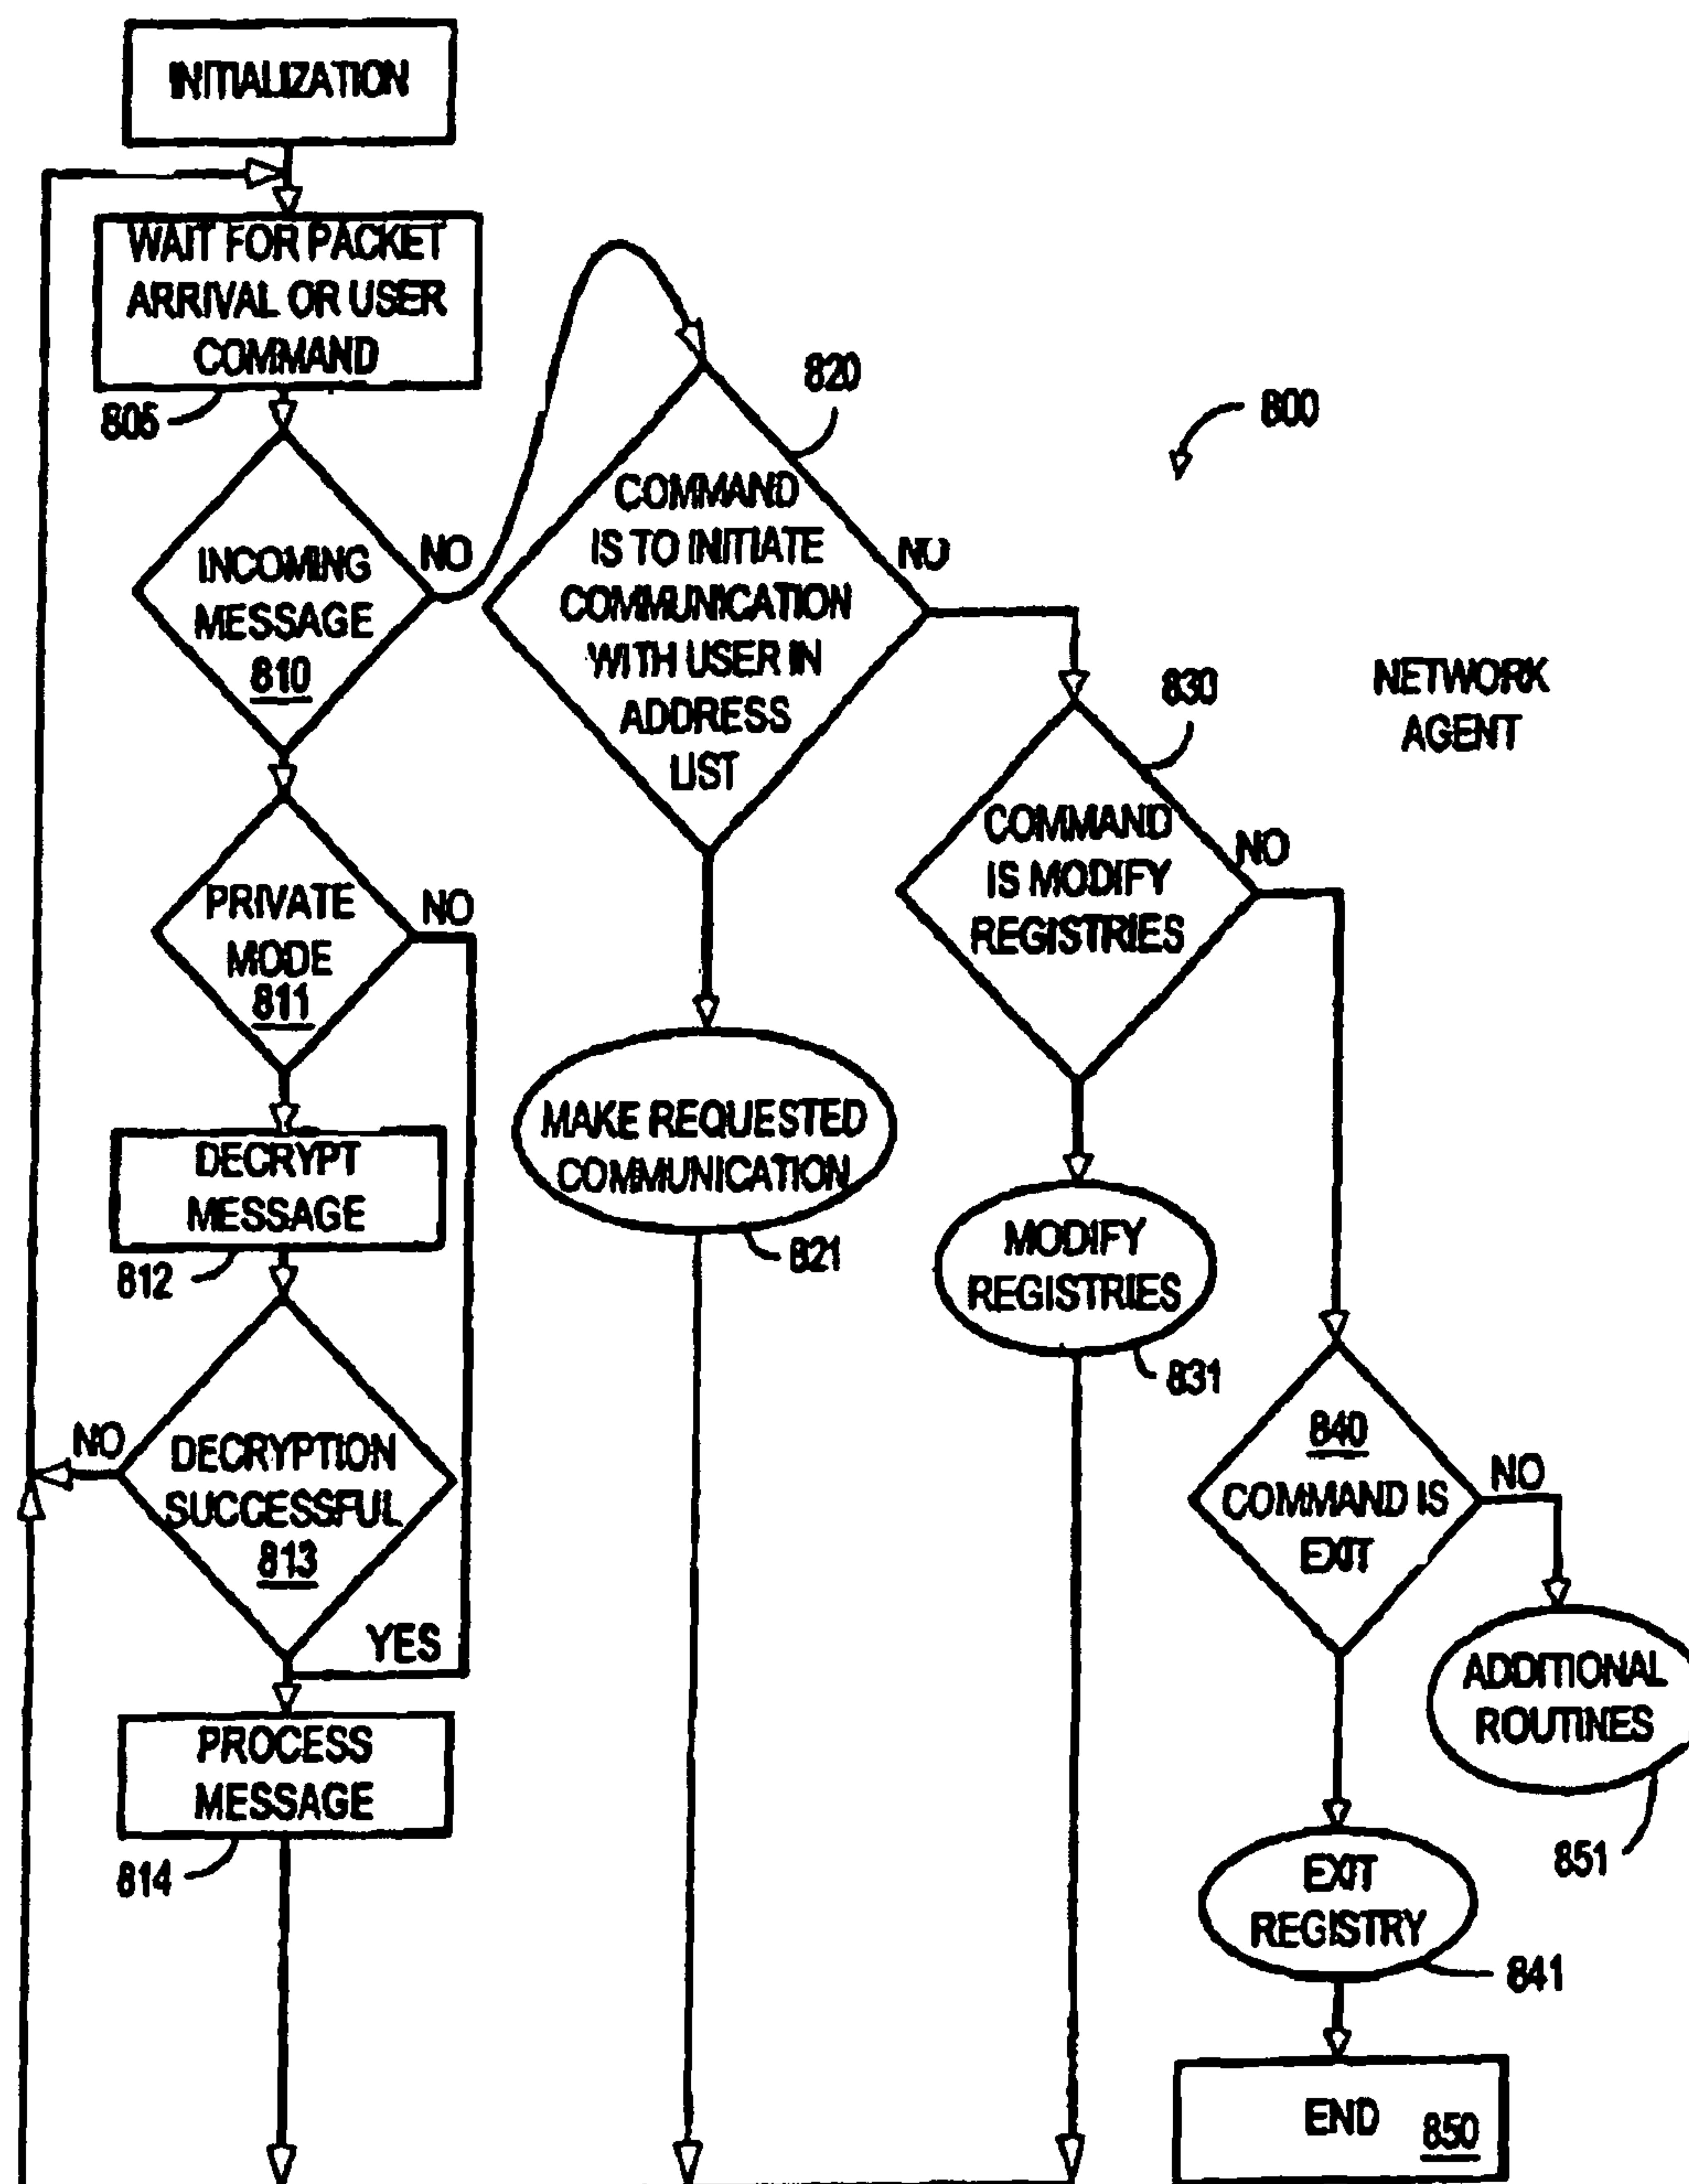 INITIALIZATION
WAIT FOR PACKET
ARRIVAL OR USER
COMMAND
805
INCOMING
MESSAGE
810
NO
PRIVATE
MODE
811
NO
DECRYPT
MESSAGE
812
DECRYPTION
SUCCESSFUL
813
NO
YES
PROCESS
MESSAGE
814
820
COMMAND
IS TO INITIATE
COMMUNICATION
WITH USER IN
ADDRESS
LIST
NO
MAKE REQUESTED
COMMUNICATION
821
800
NETWORK
AGENT
830
COMMAND
IS MODIFY
REGISTRIES
NO
MODIFY
REGISTRIES
831
840
COMMAND IS
EXIT
NO
ADDITIONAL
ROUTINES
851
EXIT
REGISTRY
841
END 850